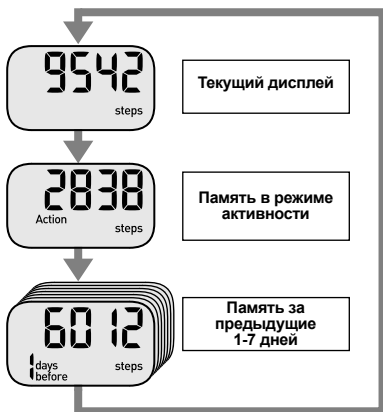 9542
steps
Текущий дисплей
2838
Action
steps
Память в режиме
активности
6012
1 days
before
steps
Память за
предыдущие
1-7 дней